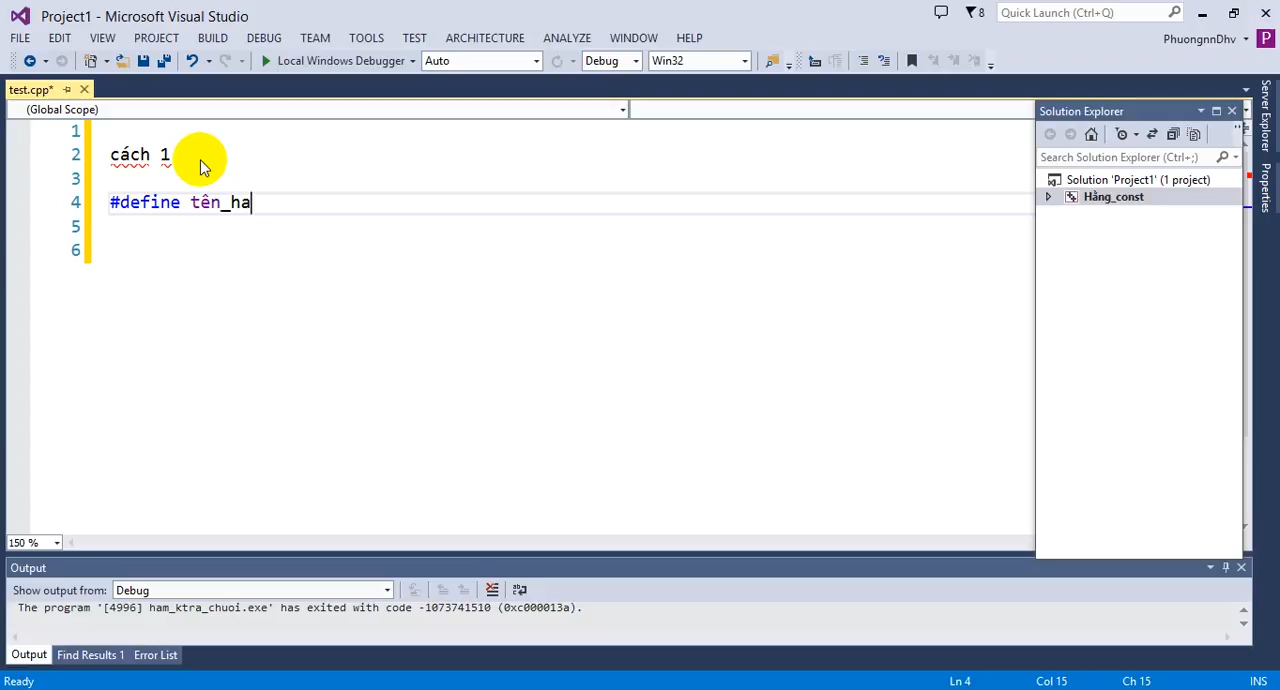 Project1 - Microsoft Visual Studio
8
Quick Launch (Ctrl+Q)
FILE EDIT VIEW PROJECT BUILD DEBUG TEAM TOOLS TEST ARCHITECTURE ANALYZE WINDOW HELP
PhuongnnDhv
P
Local Windows Debugger
Auto
Debug
Win32
test.cpp*
(Global Scope)
1
2 cách 1
3
4 #define tên_ha
5
6
Solution Explorer
Search Solution Explorer (Ctrl+;)
Solution 'Project1' (1 project)
Hằng_const
Server Explorer
Properties
150 %
Output
Show output from: Debug
The program '[4996] ham_ktra_chuoi.exe' has exited with code -1073741510 (0xc000013a).
Output Find Results 1 Error List
Ready
Ln 4
Col 15
Ch 15
INS